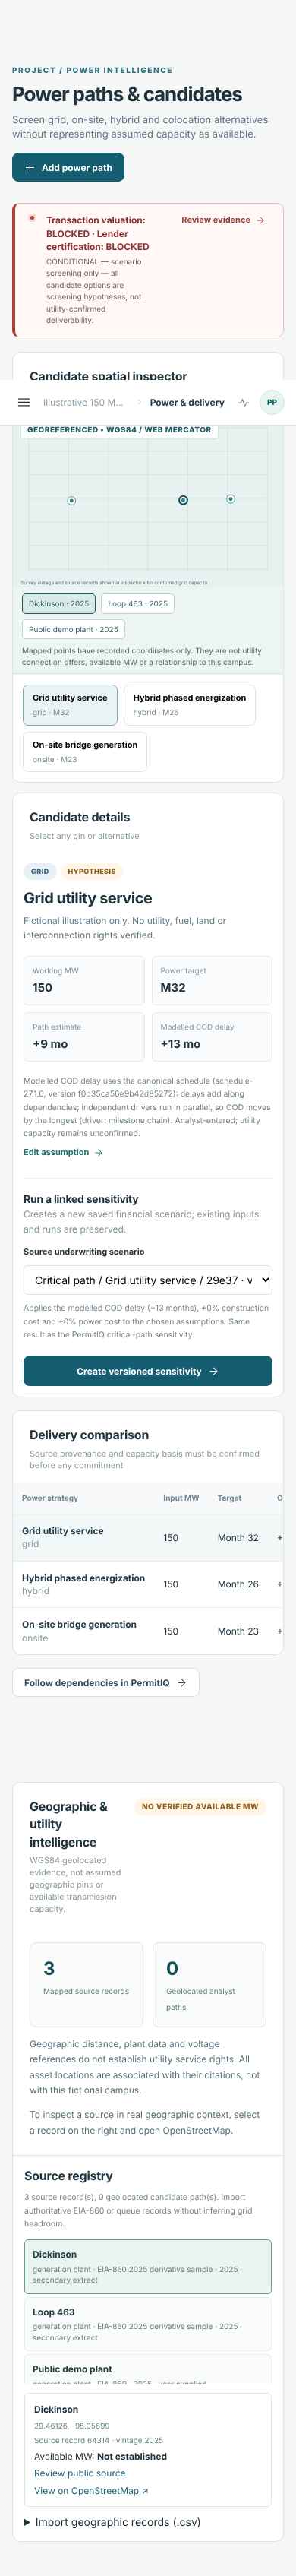 PROJECT / POWER INTELLIGENCE
Power paths & candidates
Screen grid, on-site, hybrid and colocation alternatives
without representing assumed capacity as available.
+ Add power path
Transaction valuation:
BLOCKED · Lender
certification: BLOCKED
Review evidence →
CONDITIONAL — scenario
screening only — all
candidate options are
screening hypotheses, not
utility-confirmed
deliverability.
Candidate spatial inspector
Illustrative 150 M... › Power & delivery
PP
GEOREFERENCED • WGS84 / WEB MERCATOR
Survey vintage and source records shown in inspector • No confirmed grid capacity
Dickinson · 2025
Loop 463 · 2025
Public demo plant · 2025
Mapped points have recorded coordinates only. They are not utility
connection offers, available MW or a relationship to this campus.
Grid utility service
grid · M32
Hybrid phased energization
hybrid · M26
On-site bridge generation
onsite · M23
Candidate details
Select any pin or alternative
GRID
HYPOTHESIS
Grid utility service
Fictional illustration only. No utility, fuel, land or
interconnection rights verified.
Working MW
150
Power target
M32
Path estimate
+9 mo
Modelled COD delay
+13 mo
Modelled COD delay uses the canonical schedule (schedule-
27.1.0, version f0d35ca56e9b42d85272): delays add along
dependencies; independent drivers run in parallel, so COD moves
by the longest (driver: milestone chain). Analyst-entered; utility
capacity remains unconfirmed.
Edit assumption →
Run a linked sensitivity
Creates a new saved financial scenario; existing inputs
and runs are preserved.
Source underwriting scenario
Critical path / Grid utility service / 29e37 · v
Applies the modelled COD delay (+13 months), +0% construction
cost and +0% power cost to the chosen assumptions. Same
result as the PermitIQ critical-path sensitivity.
Create versioned sensitivity →
Delivery comparison
Source provenance and capacity basis must be confirmed
before any commitment
Power strategy Input MW Target C
Grid utility service
grid
150 Month 32 +
Hybrid phased energization
hybrid
150 Month 26 +
On-site bridge generation
onsite
150 Month 23 +
Follow dependencies in PermitIQ →
Geographic &
utility
intelligence
NO VERIFIED AVAILABLE MW
WGS84 geolocated
evidence, not assumed
geographic pins or
available transmission
capacity.
3
Mapped source records
0
Geolocated analyst
paths
Geographic distance, plant data and voltage
references do not establish utility service rights. All
asset locations are associated with their citations, not
with this fictional campus.
To inspect a source in real geographic context, select
a record on the right and open OpenStreetMap.
Source registry
3 source record(s), 0 geolocated candidate path(s). Import
authoritative EIA-860 or queue records without inferring grid
headroom.
Dickinson
generation plant · EIA-860 2025 derivative sample · 2025 ·
secondary extract
Loop 463
generation plant · EIA-860 2025 derivative sample · 2025 ·
secondary extract
Public demo plant
generation plant · EIA-860 · 2025 · user supplied
Dickinson
29.46126, -95.05699
Source record 64314 · vintage 2025
Available MW: Not established
Review public source
View on OpenStreetMap ↗
▶ Import geographic records (.csv)